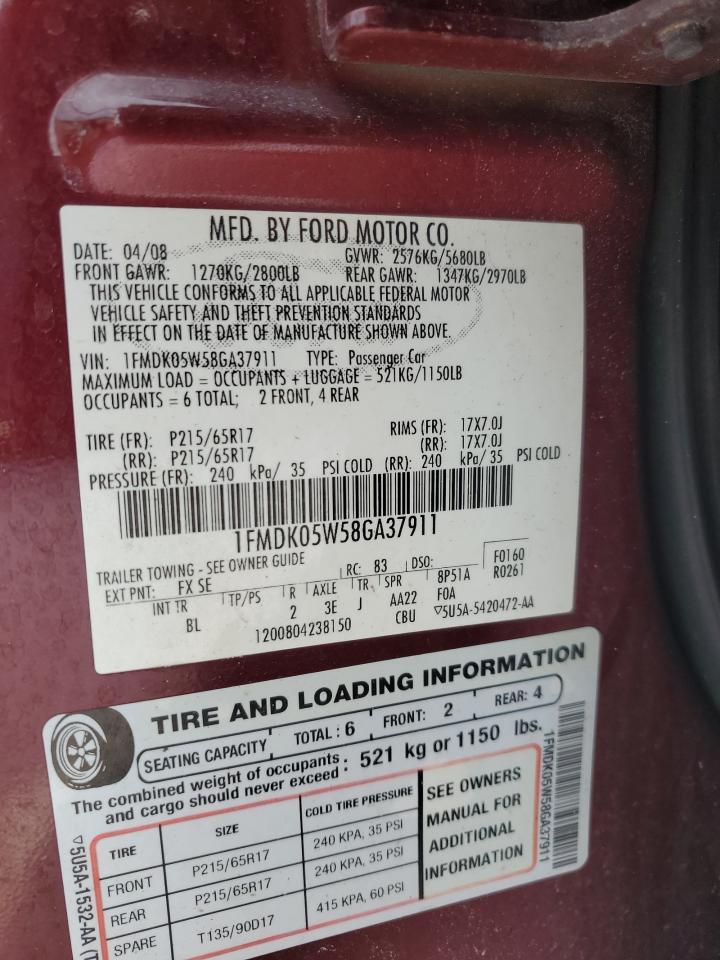 MFD. BY FORD MOTOR CO.
DATE: 04/08 GVWR: 2576KG/5680LB
FRONT GAWR: 1270KG/2800LB REAR GAWR: 1347KG/2970LB
THIS VEHICLE CONFORMS TO ALL APPLICABLE FEDERAL MOTOR
VEHICLE SAFETY AND THEFT PREVENTION STANDARDS
IN EFFECT ON THE DATE OF MANUFACTURE SHOWN ABOVE.
VIN: 1FMDK05W58GA37911 TYPE: Passenger Car
MAXIMUM LOAD = OCCUPANTS + LUGGAGE = 521KG/1150LB
OCCUPANTS = 6 TOTAL; 2 FRONT, 4 REAR
TIRE (FR): P215/65R17 RIMS (FR): 17X7.0J
(RR): P215/65R17 (RR): 17X7.0J
PRESSURE (FR): 240 kPa/ 35 PSI COLD (RR): 240 kPa/ 35 PSI COLD
1FMDK05W58GA37911
TRAILER TOWING - SEE OWNER GUIDE
EXT PNT: FX SE RC: 83 DSO: F0160
INT TR TP/PS R AXLE TR SPR 8P51A R0261
BL 2 3E J AA22 FOA
1200804238150 CBU ▽5U5A-5420472-AA
TIRE AND LOADING INFORMATION
SEATING CAPACITY TOTAL: 6 FRONT: 2 REAR: 4
The combined weight of occupants and cargo should never exceed: 521 kg or 1150 lbs.
TIRE SIZE COLD TIRE PRESSURE
FRONT P215/65R17 240 KPA, 35 PSI
REAR P215/65R17 240 KPA, 35 PSI
SPARE T135/90D17 415 KPA, 60 PSI
SEE OWNERS
MANUAL FOR
ADDITIONAL
INFORMATION
1FMDK05W58GA37911
▽5U5A-1532-AA (T